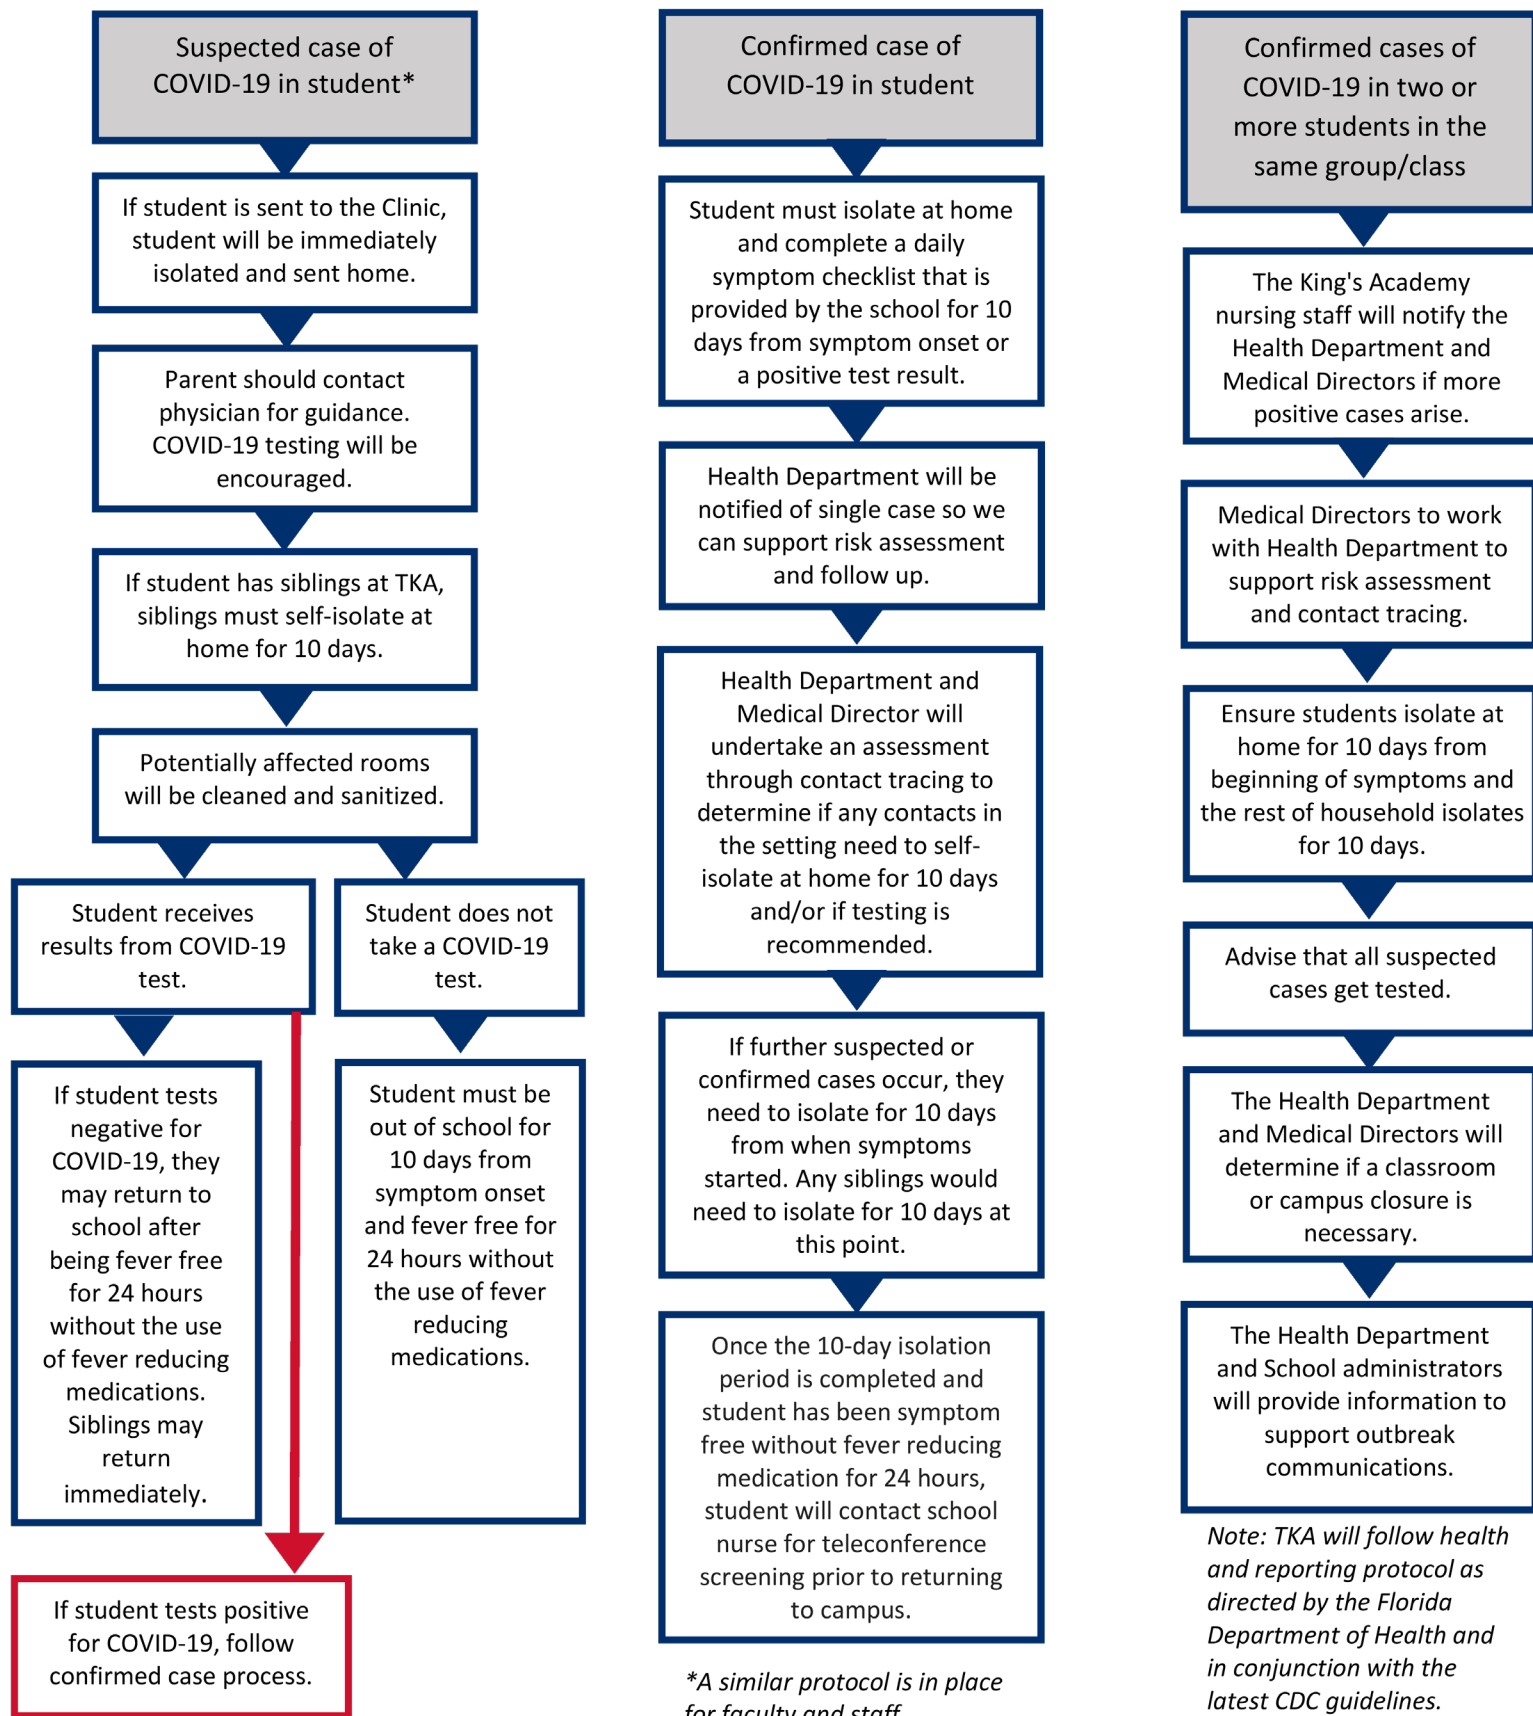 Suspected case of
COVID-19 in student*
If student is sent to the Clinic,
student will be immediately
isolated and sent home.
Parent should contact
physician for guidance.
COVID-19 testing will be
encouraged.
If student has siblings at TKA,
siblings must self-isolate at
home for 10 days.
Potentially affected rooms
will be cleaned and sanitized.
Student receives
results from COVID-19
test.
If student tests
negative for
COVID-19, they
may return to
school after
being fever free
for 24 hours
without the use
of fever reducing
medications.
Siblings may
return
immediately.
If student tests positive
for COVID-19, follow
confirmed case process.
Student does not
take a COVID-19
test.
Student must be
out of school for
10 days from
symptom onset
and fever free for
24 hours without
the use of fever
reducing
medications.
Confirmed case of
COVID-19 in student
Student must isolate at home
and complete a daily
symptom checklist that is
provided by the school for 10
days from symptom onset or
a positive test result.
Health Department will be
notified of single case so we
can support risk assessment
and follow up.
Health Department and
Medical Director will
undertake an assessment
through contact tracing to
determine if any contacts in
the setting need to self-
isolate at home for 10 days
and/or if testing is
recommended.
If further suspected or
confirmed cases occur, they
need to isolate for 10 days
from when symptoms
started. Any siblings would
need to isolate for 10 days at
this point.
Once the 10-day isolation
period is completed and
student has been symptom
free without fever reducing
medication for 24 hours,
student will contact school
nurse for teleconference
screening prior to returning
to campus.
*A similar protocol is in place
for faculty and staff
Confirmed cases of
COVID-19 in two or
more students in the
same group/class
The King's Academy
nursing staff will notify the
Health Department and
Medical Directors if more
positive cases arise.
Medical Directors to work
with Health Department to
support risk assessment
and contact tracing.
Ensure students isolate at
home for 10 days from
beginning of symptoms and
the rest of household isolates
for 10 days.
Advise that all suspected
cases get tested.
The Health Department
and Medical Directors will
determine if a classroom
or campus closure is
necessary.
The Health Department
and School administrators
will provide information to
support outbreak
communications.
Note: TKA will follow health
and reporting protocol as
directed by the Florida
Department of Health and
in conjunction with the
latest CDC guidelines.